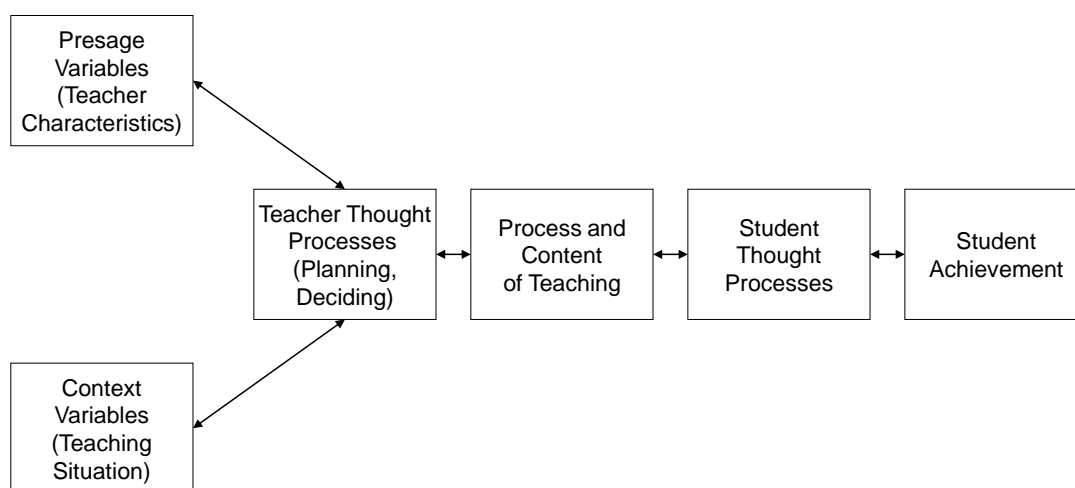 Presage
Variables
(Teacher
Characteristics)
Teacher Thought
Processes
(Planning,
Deciding)
Process and
Content
of Teaching
Student
Thought
Processes
Student
Achievement
Context
Variables
(Teaching
Situation)